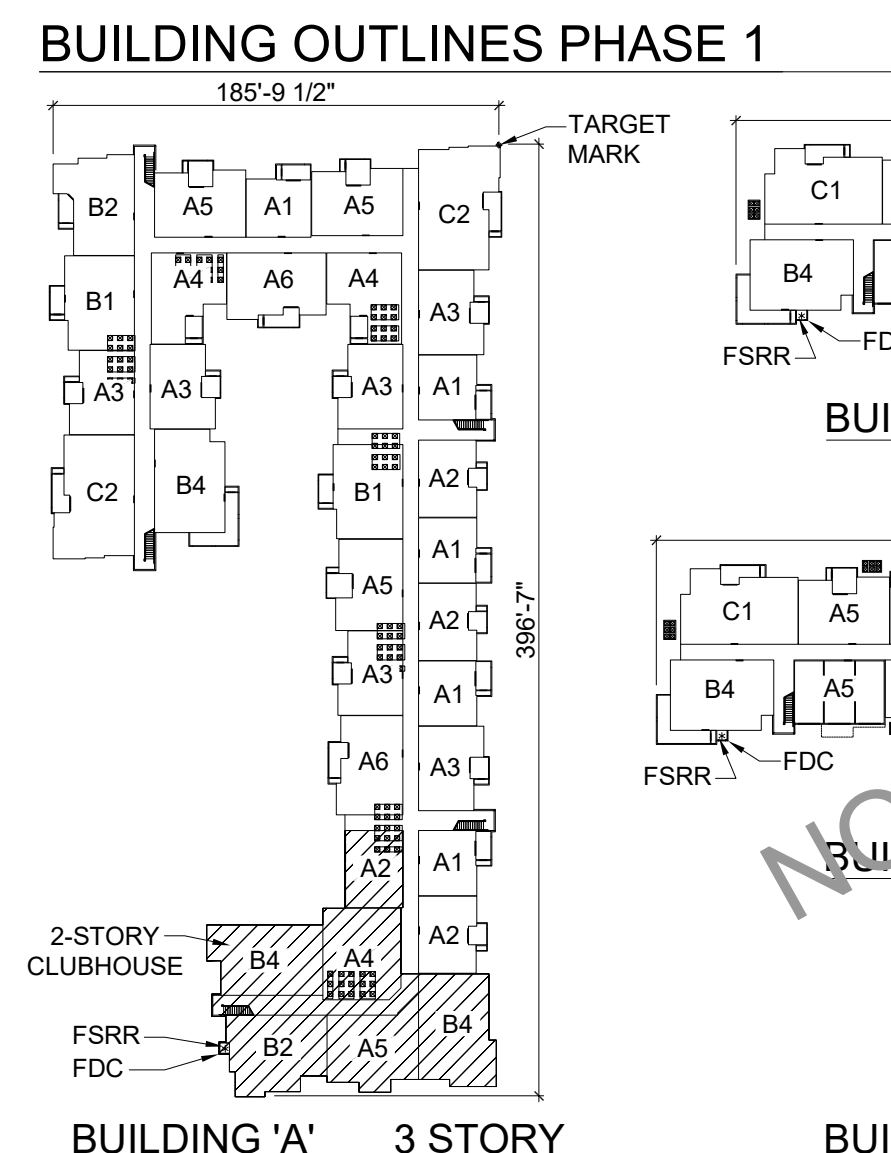 BUILDING OUTLINES PHASE 1
185'-9 1/2"
TARGET
MARK
B2
A5
A1
A5
C2
B1
A4
A6
A4
A3
A3
A3
A3
A1
C2
B4
B1
A2
A1
A5
A2
A3
A1
A6
A3
396'-7"
A2
A1
A2
2-STORY
CLUBHOUSE
B4
A4
B4
FSRR
FDC
B2
A5
BUILDING 'A' 3 STORY
C1
B4
FSRR
C1
A5
B4
A5
FSRR
FDC